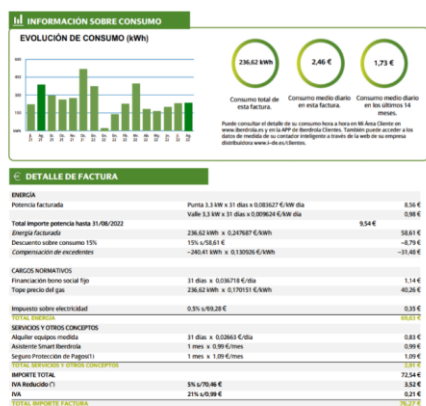 INFORMACIÓN SOBRE CONSUMO
EVOLUCIÓN DE CONSUMO (kWh)
236,62 kWh
2,46 €
1,73 €
Consumo total de
esta factura.
Consumo medio diario
en esta factura.
Consumo medio diario
en los últimos 14
meses.
Puede consultar el detalle de su consumo hora a hora en Mi Área Cliente en
www.iberdrola.es y en la APP de Iberdrola Clientes. También puede acceder a los
datos de medida de su contador inteligente a través de la web de su empresa
distribuidora www.i-de.es/clientes.
€ DETALLE DE FACTURA
ENERGÍA
Potencia facturada Punta 3,3 kW x 31 días x 0,083627 €/kW día 8,56 €
Valle 3,3 kW x 31 días x 0,009624 €/kW día 0,98 €
Total importe potencia hasta 31/08/2022 9,54 €
Energía facturada 236,62 kWh x 0,247687 €/kWh 58,61 €
Descuento sobre consumo 15% 15% s/58,61 € -8,79 €
Compensación de excedentes -240,41 kWh x 0,130926 €/kWh -31,48 €
CARGOS NORMATIVOS
Financiación bono social fijo 31 días x 0,036718 €/día 1,14 €
Tope precio del gas 236,62 kWh x 0,170151 €/kWh 40,26 €
Impuesto sobre electricidad 0,5% s/69,28 € 0,35 €
TOTAL ENERGÍA 69,63 €
SERVICIOS Y OTROS CONCEPTOS
Alquiler equipos medida 31 días x 0,02663 €/día 0,83 €
Asistente Smart Iberdrola 1 mes x 0,99 €/mes 0,99 €
Seguro Protección de Pagos(1) 1 mes x 1,09 €/mes 1,09 €
TOTAL SERVICIOS Y OTROS CONCEPTOS 2,91 €
IMPORTE TOTAL 72,54 €
IVA Reducido (*) 5% s/70,46 € 3,52 €
IVA 21% s/0,99 € 0,21 €
TOTAL IMPORTE FACTURA 76,27 €